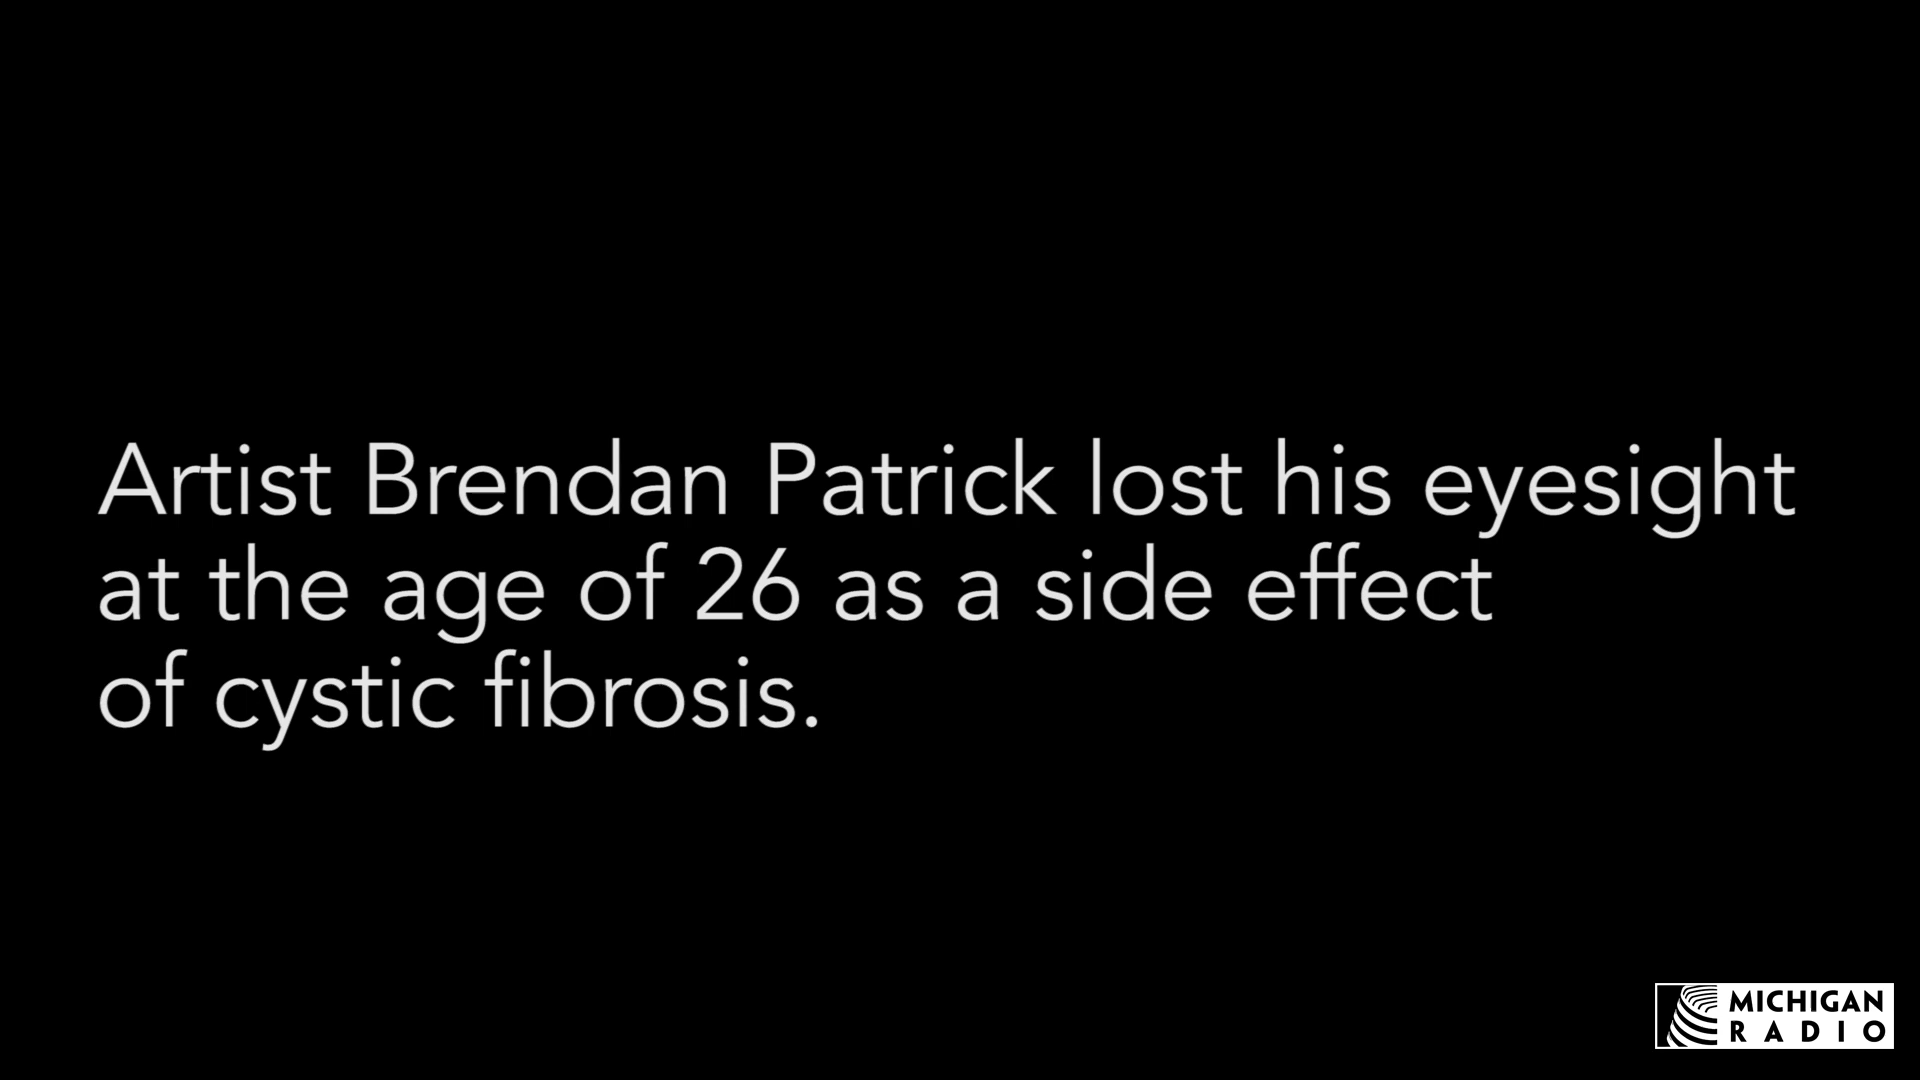 Artist Brendan Patrick lost his eyesight
at the age of 26 as a side effect
of cystic fibrosis.
MICHIGAN
RADIO